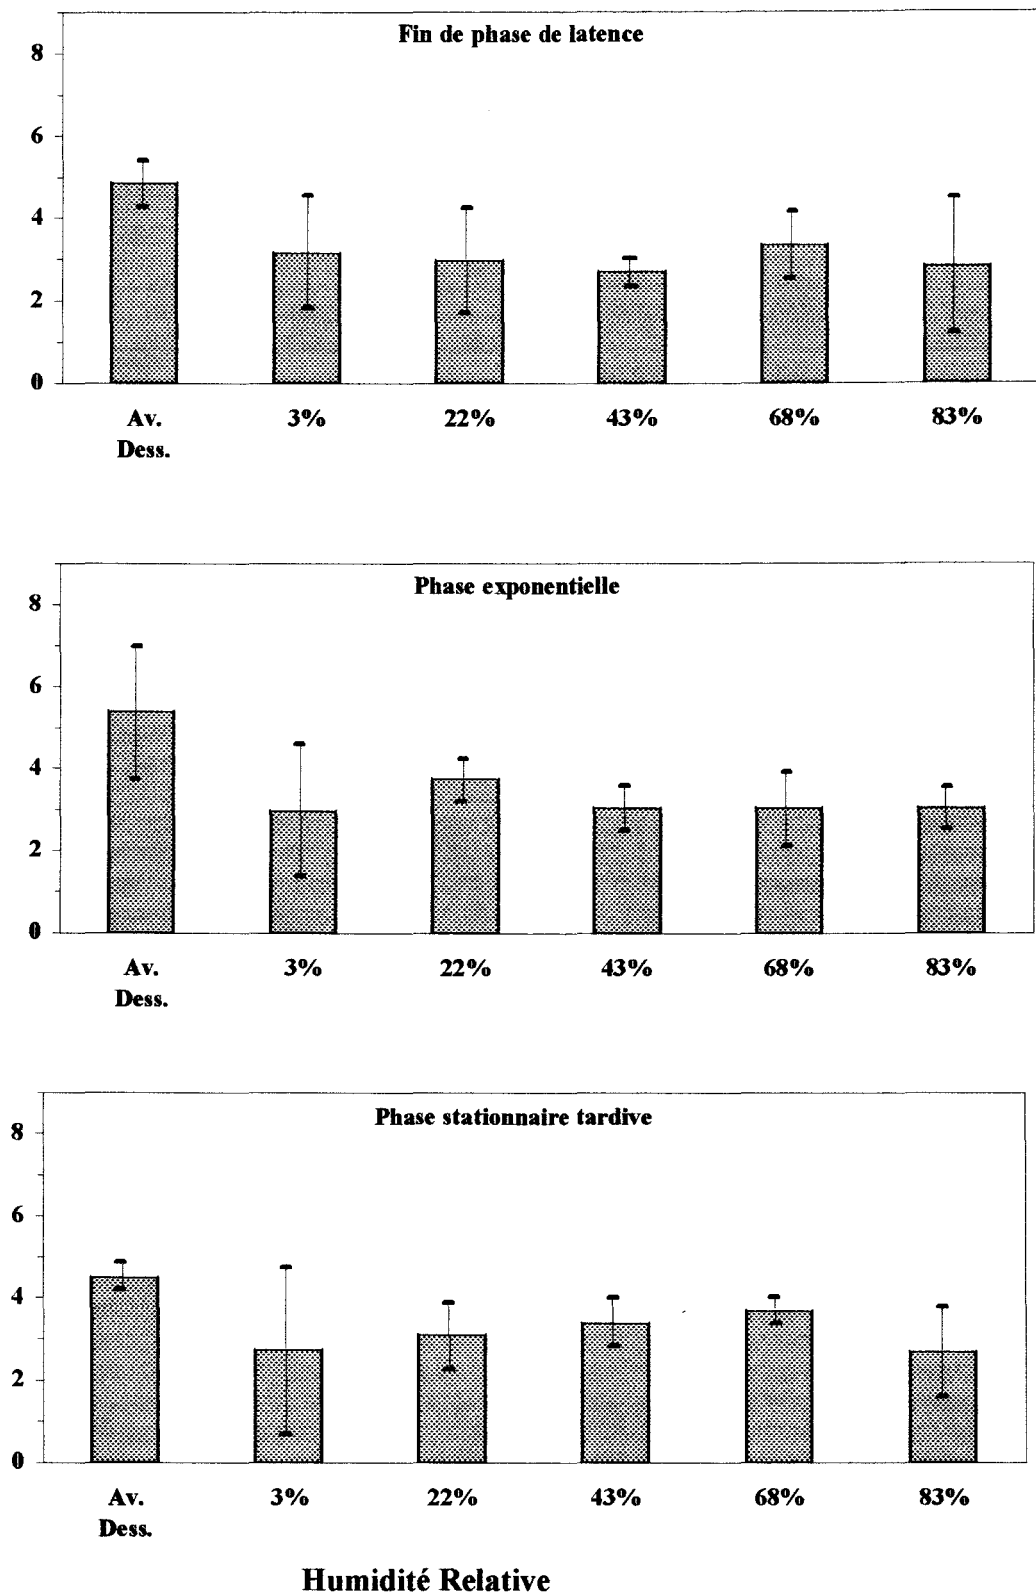 Fin de phase de latence
8
6
4
2
0
Av. 3% 22% 43% 68% 83%
Dess.
Phase exponentielle
8
6
4
2
0
Av. 3% 22% 43% 68% 83%
Dess.
Phase stationnaire tardive
8
6
4
2
0
Av. 3% 22% 43% 68% 83%
Dess.
Humidité Relative